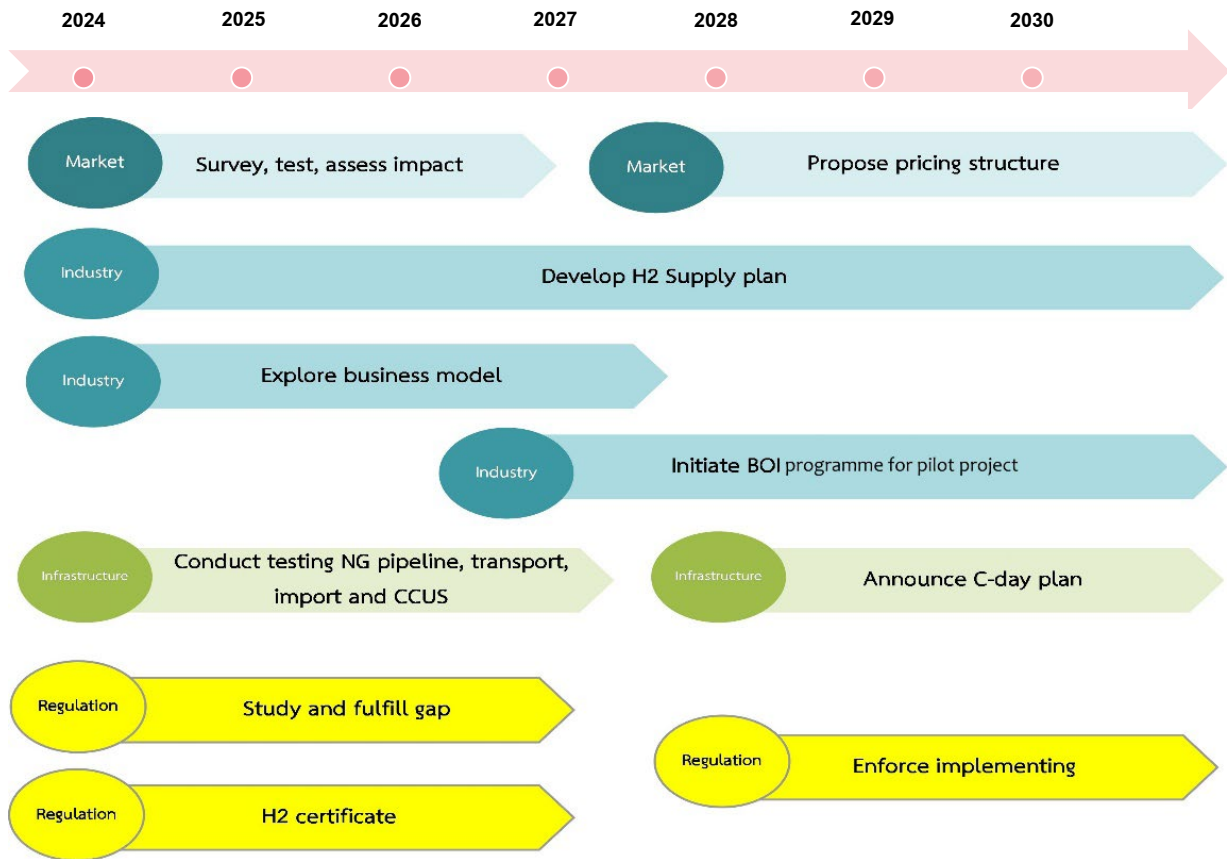 2024 2025 2026 2027 2028 2029 2030
Market
Survey, test, assess impact
Market
Propose pricing structure
Industry
Develop H2 Supply plan
Industry
Explore business model
Industry
Initiate BOI programme for pilot project
Infrastructure
Conduct testing NG pipeline, transport,
import and CCUS
Infrastructure
Announce C-day plan
Regulation
Study and fulfill gap
Regulation
Enforce implementing
Regulation
H2 certificate